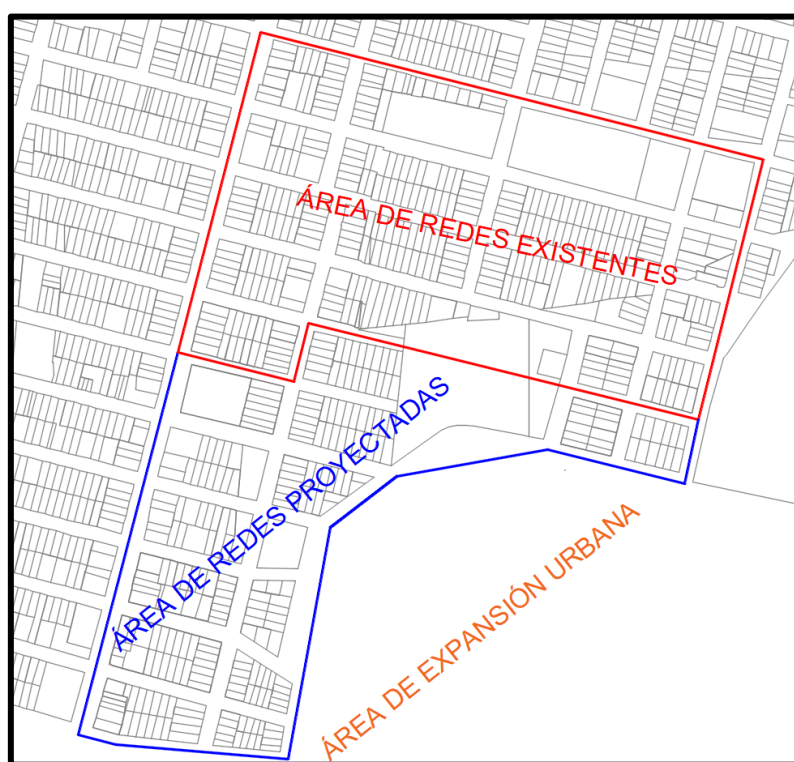 ÁREA DE REDES EXISTENTES
ÁREA DE REDES PROYECTADAS
ÁREA DE EXPANSIÓN URBANA